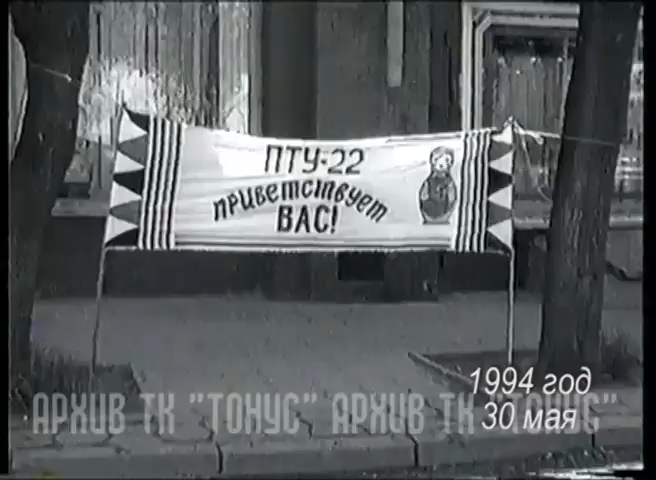 ПТУ-22
приветствует
ВАС!
1994 год
30 мая
АРХИВ ТК "ТОНУС" АРХИВ ТК "ТОНУС"